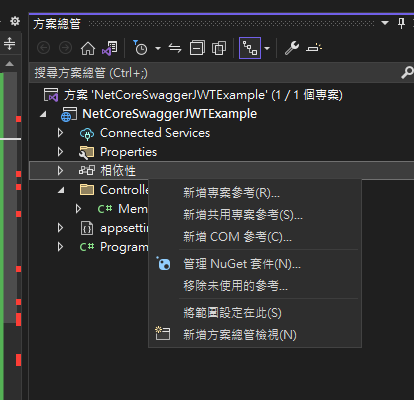 方案總管
搜尋方案總管 (Ctrl+;)
方案 'NetCoreSwaggerJWTExample' (1 / 1 個專案)
NetCoreSwaggerJWTExample
Connected Services
Properties
相依性
Controlle
C# Mem
appsettin
C# Program
新增專案參考(R)...
新增共用專案參考(S)...
新增 COM 參考(C)...
管理 NuGet 套件(N)...
移除未使用的參考...
將範圍設定在此(S)
新增方案總管檢視(N)